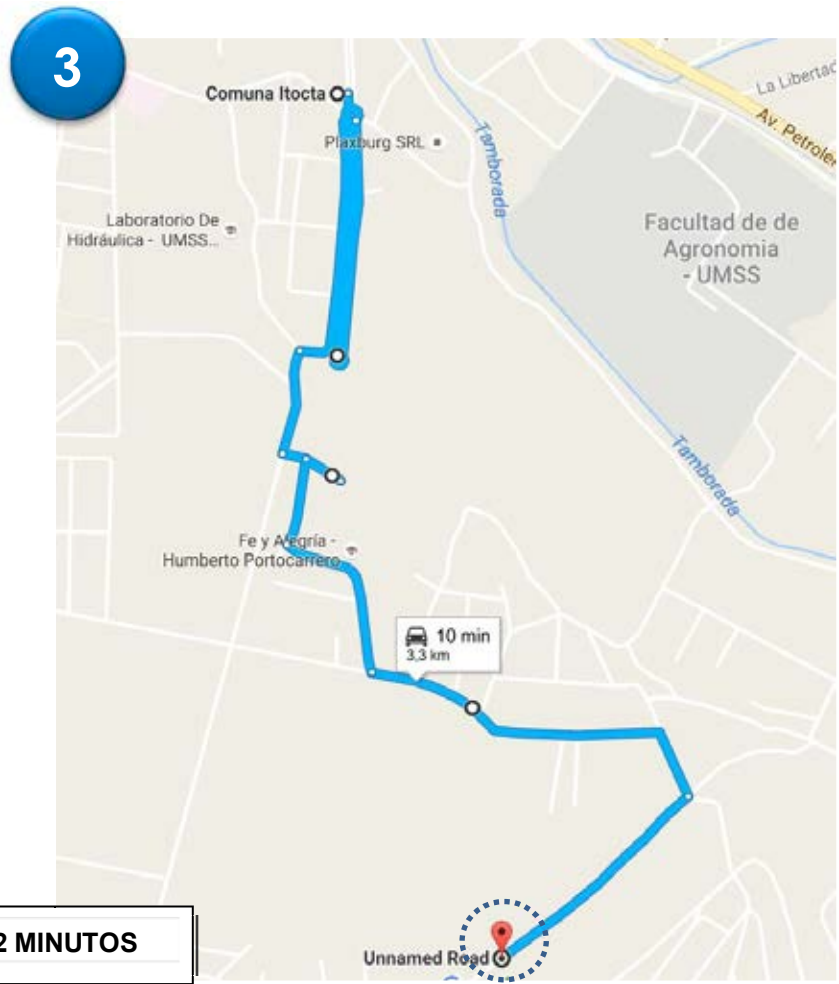 3
Comuna Itocta
Plaxburg SRL
La Libertad
Av. Petroler
Tamborada
Laboratorio De
Hidráulica - UMSS...
Facultad de de
Agronomia
- UMSS
Tamborada
Fe y Alegría -
Humberto Portocarrero
10 min
3,3 km
2 MINUTOS
Unnamed Road